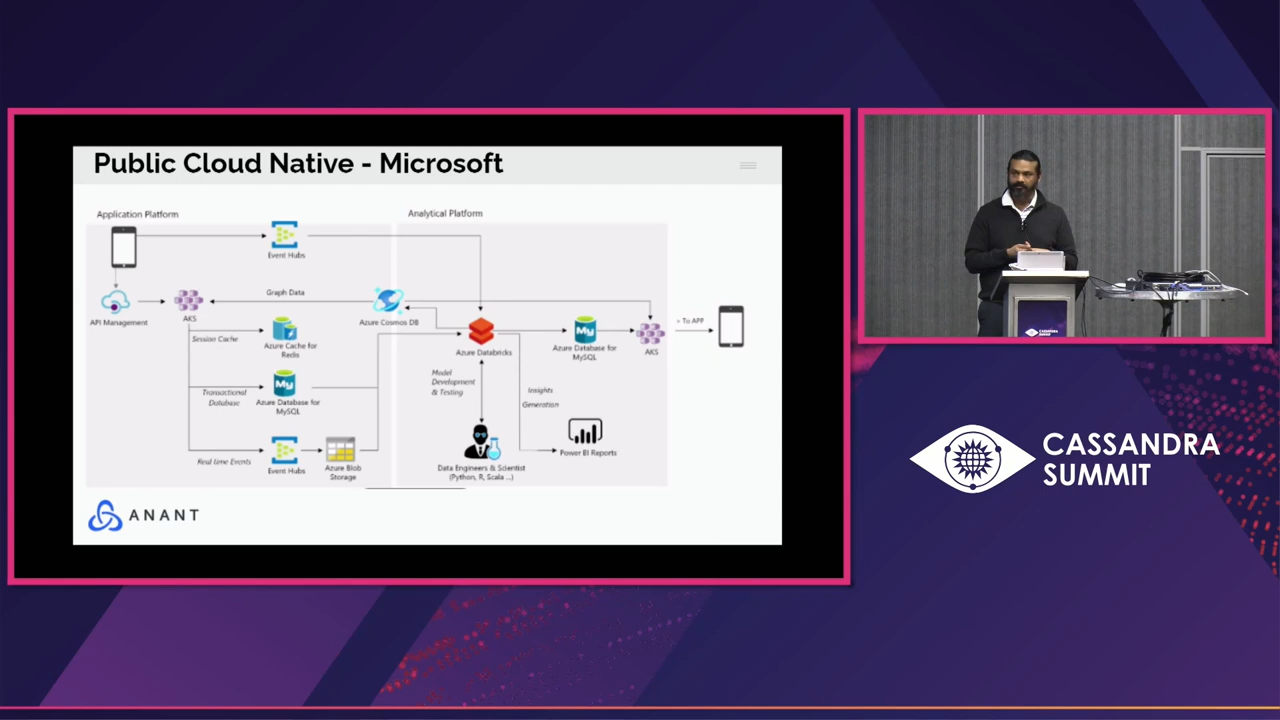 Public Cloud Native - Microsoft
Application Platform
Analytical Platform
Event Hubs
Graph Data
API Management
AKS
Azure Cosmos DB
> To APP
Session Cache
Azure Cache for
Redis
Azure Databricks
Azure Database for
MySQL
AKS
My
Transactional
Database
My
Azure Database for
MySQL
Model
Development
& Testing
Insights
Generation
Real time Events
Event Hubs
Azure Blob
Storage
Data Engineers & Scientist
(Python, R, Scala ...)
Power BI Reports
ANANT
CASSANDRA
SUMMIT